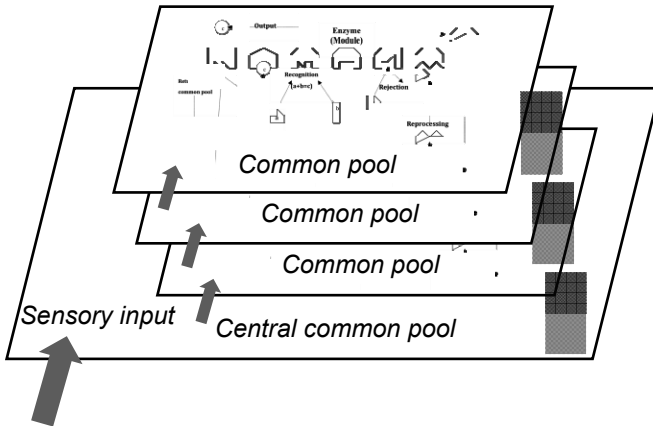 Output
Enzyme
(Module)
Recognition
(a+b=c)
Rejection
common pool
Reprocessing
Common pool
Common pool
Common pool
Sensory input
Central common pool